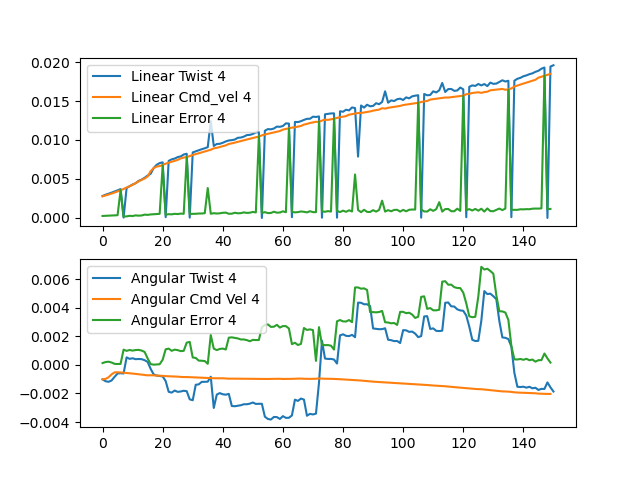 0.020
0.015
0.010
0.005
0.000
Linear Twist 4
Linear Cmd_vel 4
Linear Error 4
0 20 40 60 80 100 120 140
0.006
0.004
0.002
0.000
−0.002
−0.004
Angular Twist 4
Angular Cmd Vel 4
Angular Error 4
0 20 40 60 80 100 120 140